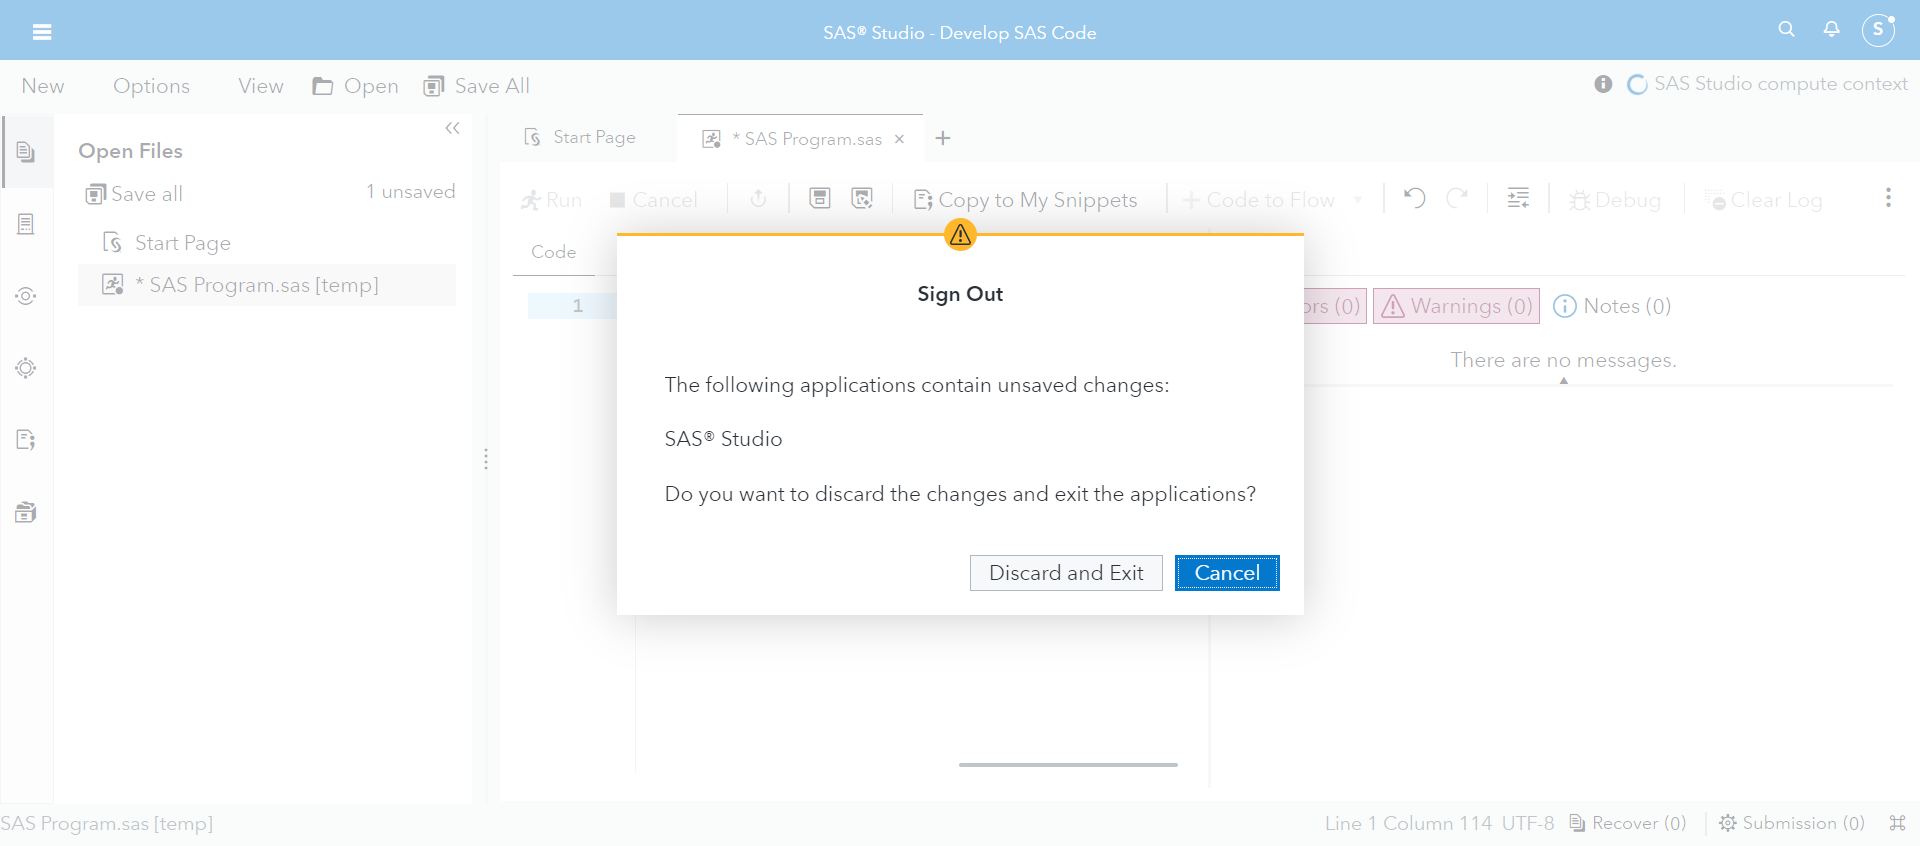 SAS® Studio - Develop SAS Code
S
New Options View Open Save All
SAS Studio compute context
Open Files
Save all 1 unsaved
Start Page
* SAS Program.sas [temp]
Start Page
* SAS Program.sas
Run Cancel Copy to My Snippets Code to Flow Debug Clear Log
Code
1
ors (0) Warnings (0) Notes (0)
There are no messages.
Sign Out
The following applications contain unsaved changes:
SAS® Studio
Do you want to discard the changes and exit the applications?
Discard and Exit Cancel
SAS Program.sas [temp]
Line 1 Column 114 UTF-8 Recover (0) Submission (0)